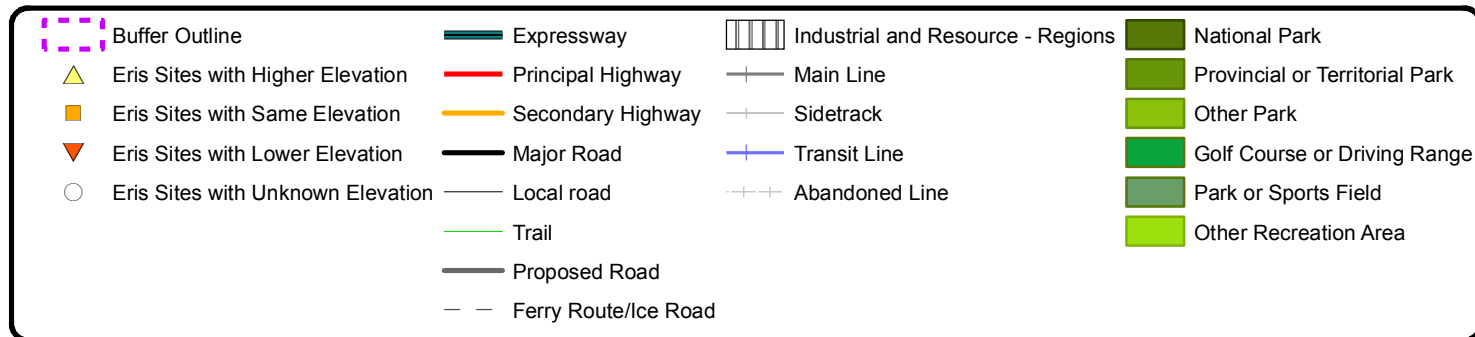 Buffer Outline
Eris Sites with Higher Elevation
Eris Sites with Same Elevation
Eris Sites with Lower Elevation
Eris Sites with Unknown Elevation
Expressway
Principal Highway
Secondary Highway
Major Road
Local road
Trail
Proposed Road
Ferry Route/Ice Road
Industrial and Resource - Regions
Main Line
Sidetrack
Transit Line
Abandoned Line
National Park
Provincial or Territorial Park
Other Park
Golf Course or Driving Range
Park or Sports Field
Other Recreation Area